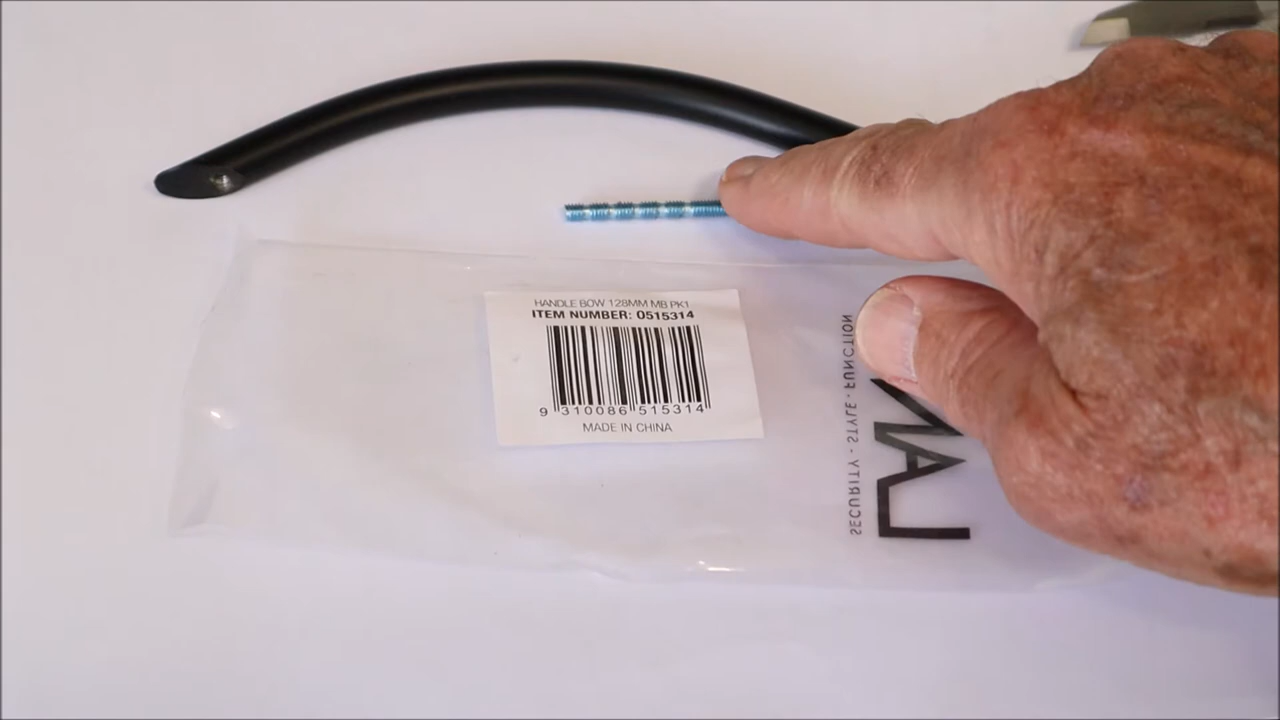 HANDLE BOW 128MM MB PK1
ITEM NUMBER: 0515314
9 310086 515314
MADE IN CHINA
SECURITY - STYLE - FUNCTION